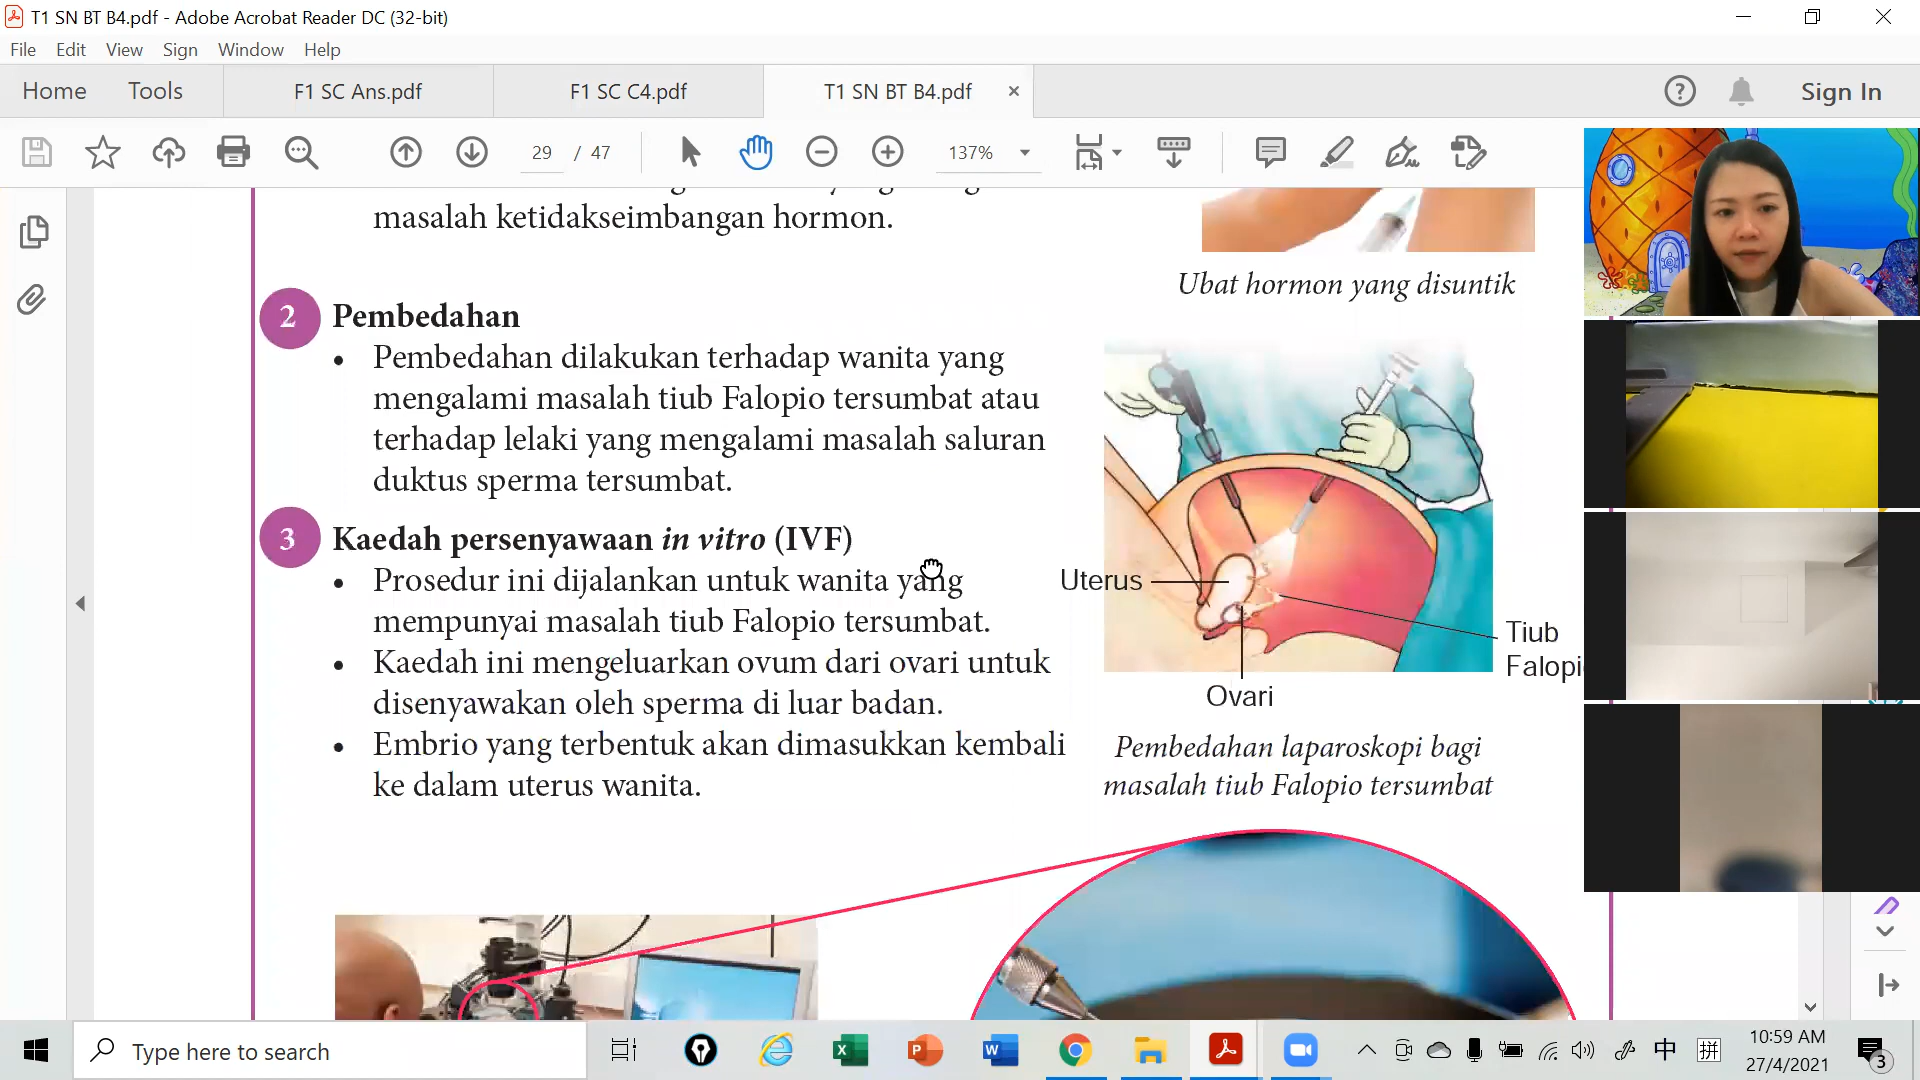 T1 SN BT B4.pdf - Adobe Acrobat Reader DC (32-bit)
File Edit View Sign Window Help
Home Tools F1 SC Ans.pdf F1 SC C4.pdf T1 SN BT B4.pdf Sign In
29 / 47 137%
masalah ketidakseimbangan hormon.
Ubat hormon yang disuntik
2 Pembedahan
• Pembedahan dilakukan terhadap wanita yang
mengalami masalah tiub Falopio tersumbat atau
terhadap lelaki yang mengalami masalah saluran
duktus sperma tersumbat.
3 Kaedah persenyawaan in vitro (IVF)
• Prosedur ini dijalankan untuk wanita yang
mempunyai masalah tiub Falopio tersumbat.
• Kaedah ini mengeluarkan ovum dari ovari untuk
disenyawakan oleh sperma di luar badan.
• Embrio yang terbentuk akan dimasukkan kembali
ke dalam uterus wanita.
Uterus
Tiub
Falopi
Ovari
Pembedahan laparoskopi bagi
masalah tiub Falopio tersumbat
Type here to search
中 拼
10:59 AM
27/4/2021
3